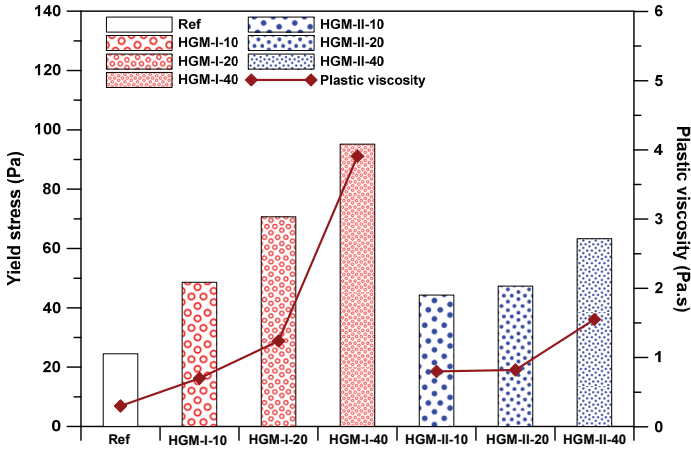 140
120
100
80
60
40
20
0
Yield stress (Pa)
Ref
HGM-I-10
HGM-I-20
HGM-I-40
HGM-II-10
HGM-II-20
HGM-II-40
Plastic viscosity
6
5
4
3
2
1
0
Plastic viscosity (Pa.s)
Ref
HGM-I-10
HGM-I-20
HGM-I-40
HGM-II-10
HGM-II-20
HGM-II-40